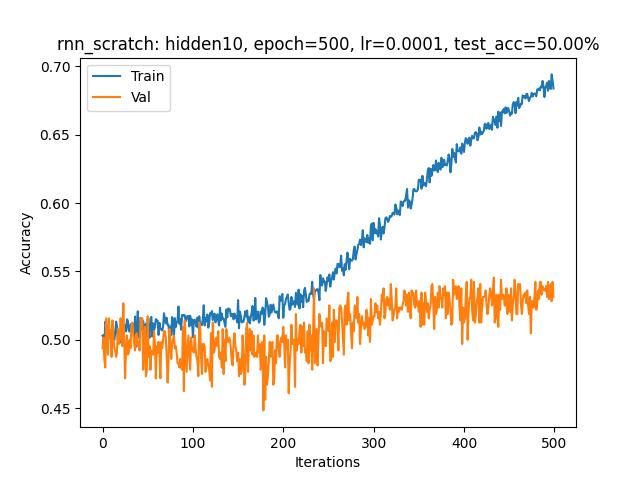 rnn_scratch: hidden10, epoch=500, lr=0.0001, test_acc=50.00%
Train
Val
0.70
0.65
0.60
0.55
0.50
0.45
Accuracy
0 100 200 300 400 500
Iterations